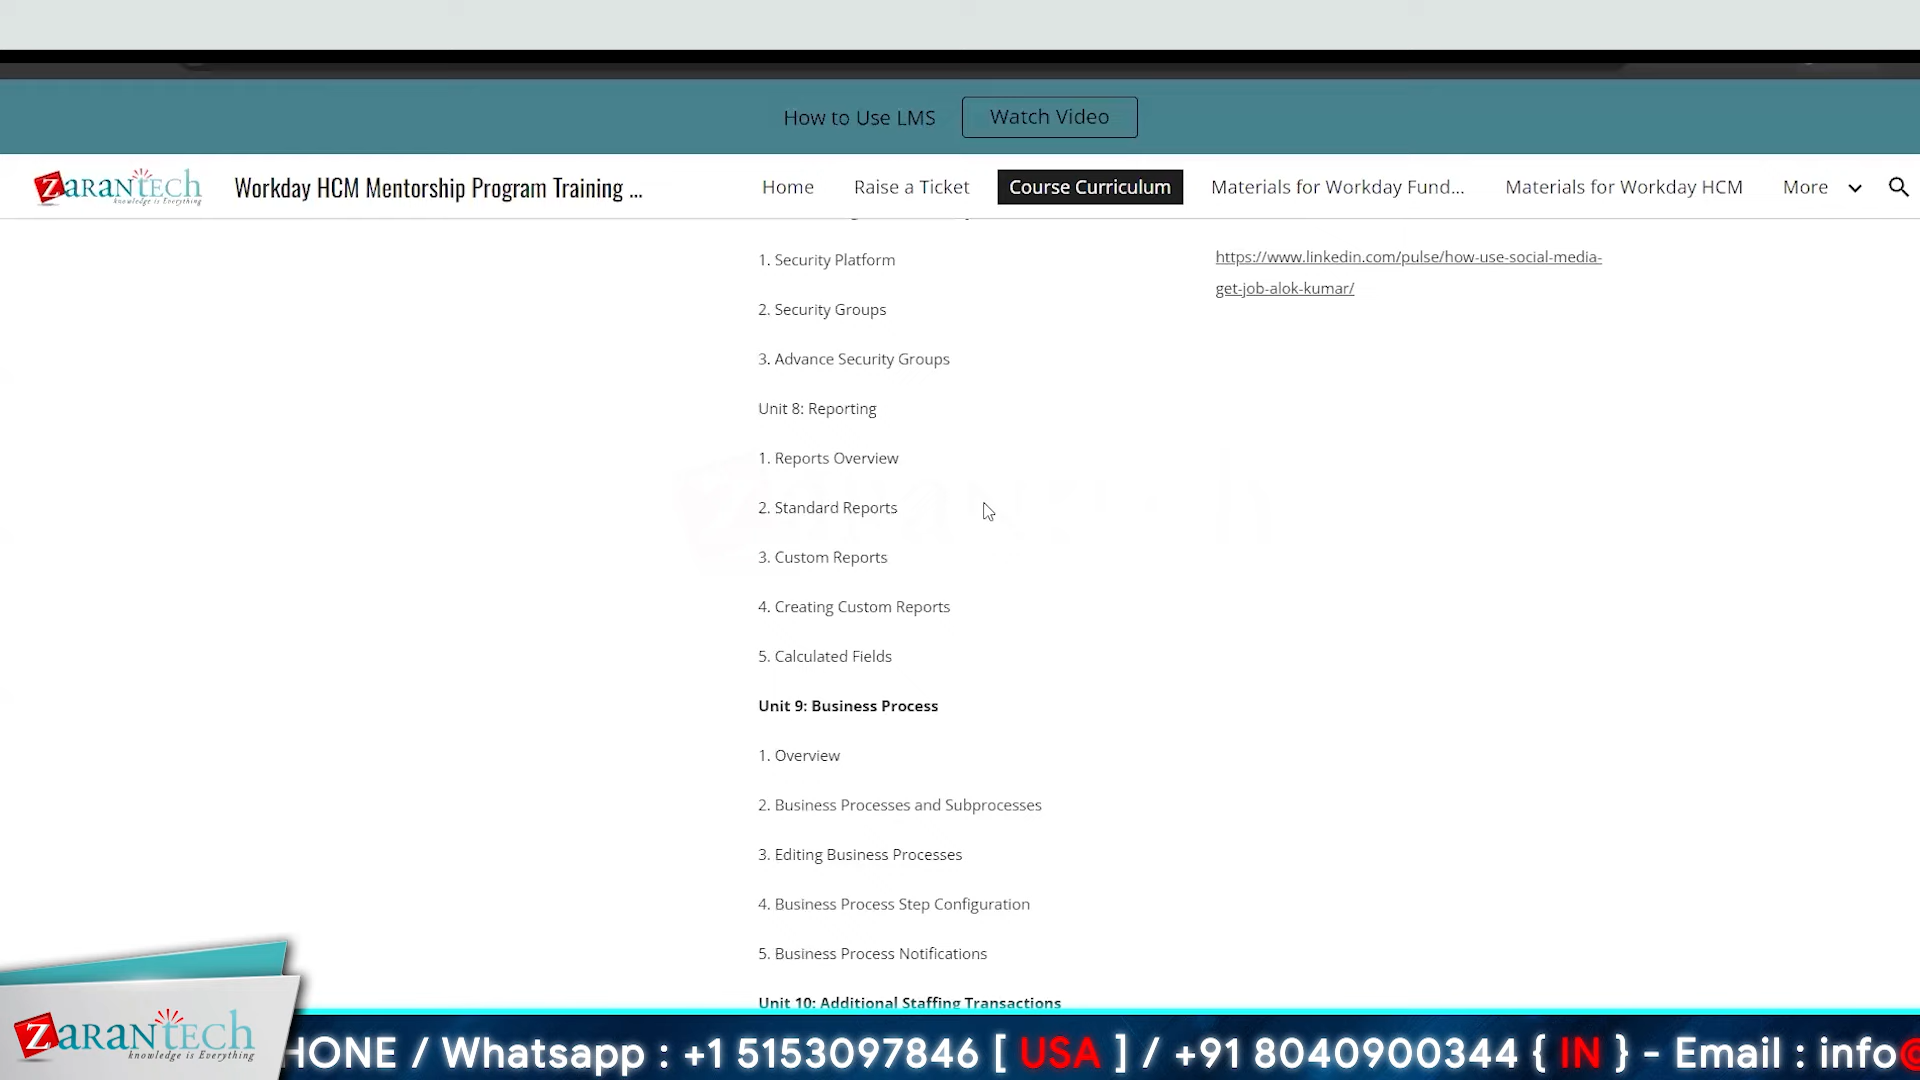 How to Use LMS
Watch Video
ZARANTECH
knowledge is Everything
Workday HCM Mentorship Program Training ...
Home
Raise a Ticket
Course Curriculum
Materials for Workday Fund...
Materials for Workday HCM
More
1. Security Platform
2. Security Groups
3. Advance Security Groups
Unit 8: Reporting
1. Reports Overview
2. Standard Reports
3. Custom Reports
4. Creating Custom Reports
5. Calculated Fields
Unit 9: Business Process
1. Overview
2. Business Processes and Subprocesses
3. Editing Business Processes
4. Business Process Step Configuration
5. Business Process Notifications
Unit 10: Additional Staffing Transactions
https://www.linkedin.com/pulse/how-use-social-media-
get-job-alok-kumar/
ZARANTECH
knowledge is Everything
HONE / Whatsapp : +1 5153097846 [ USA ] / +91 8040900344 { IN } - Email : info@